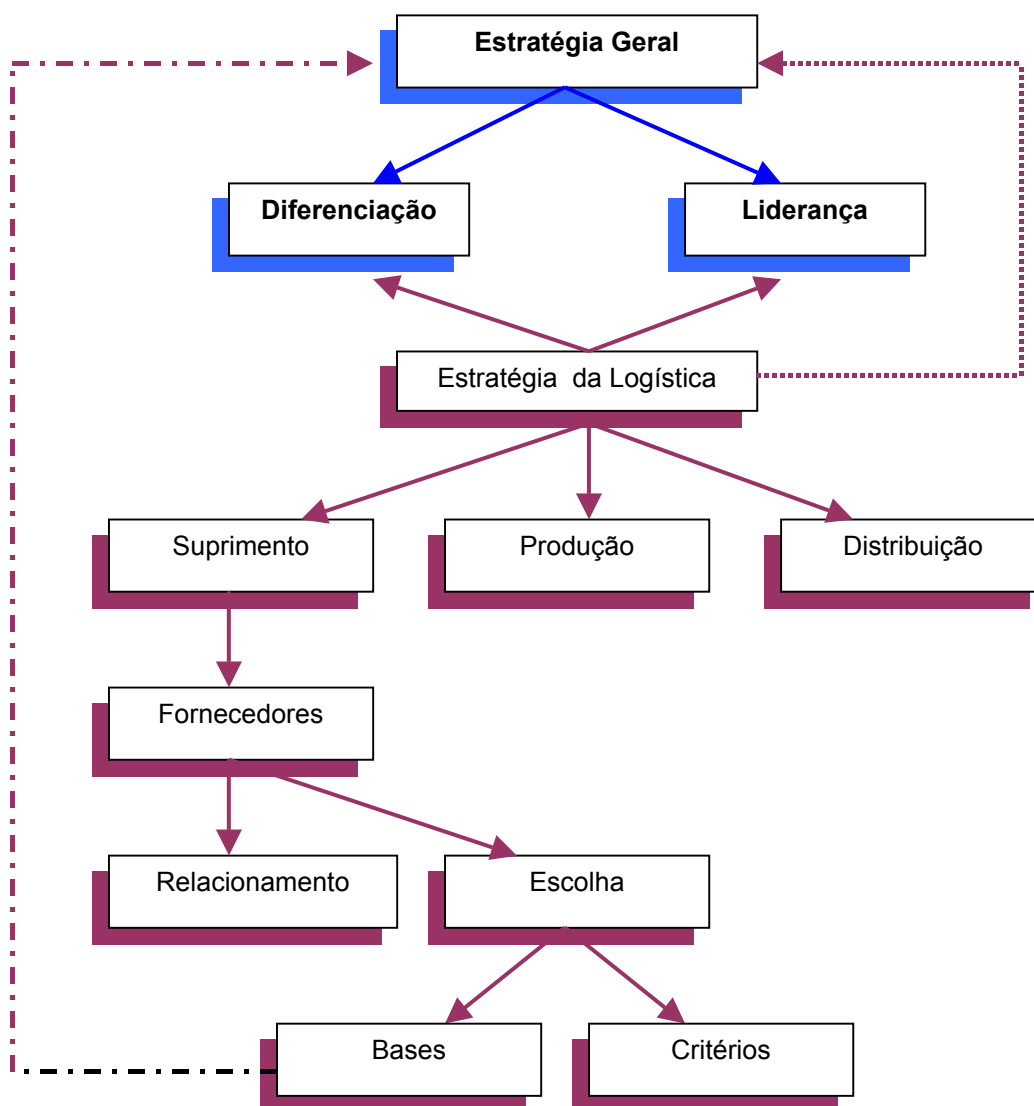 Estratégia Geral
Diferenciação
Liderança
Estratégia da Logística
Suprimento
Produção
Distribuição
Fornecedores
Relacionamento
Escolha
Bases
Critérios